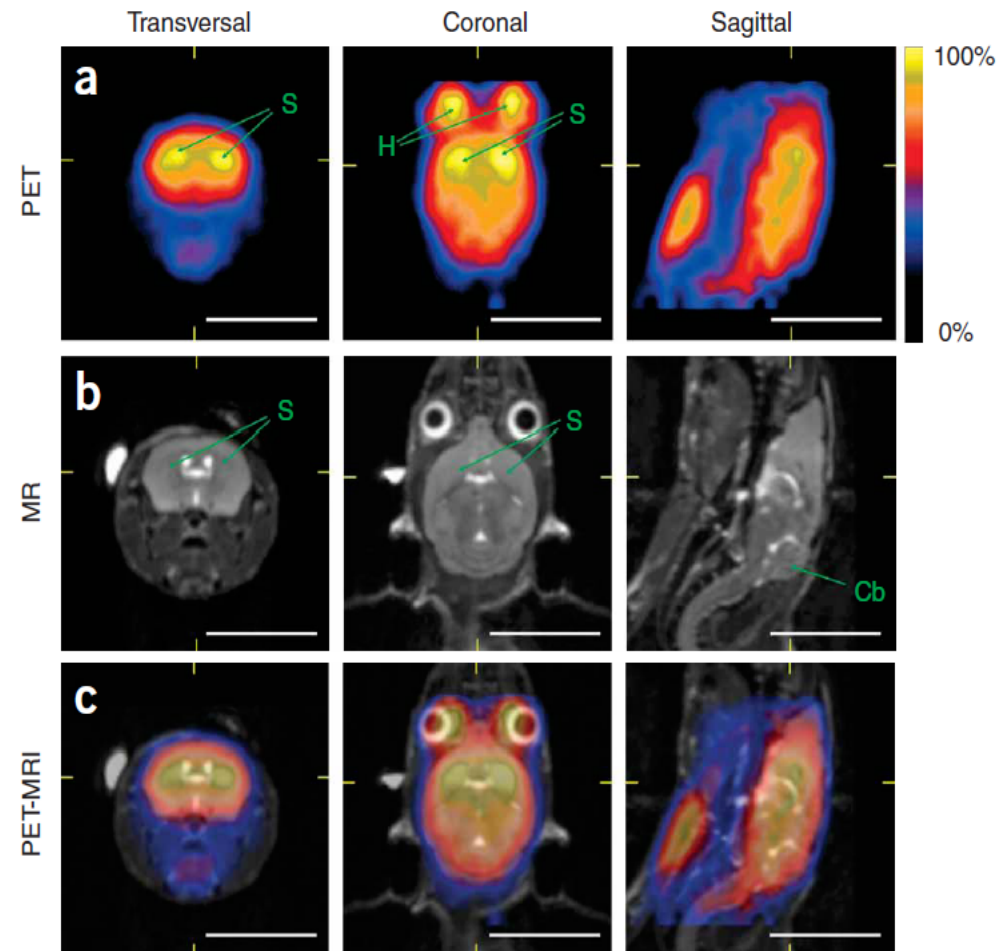 Transversal Coronal Sagittal
a
PET
S
H
S
100%
0%
b
MR
S
S
Cb
c
PET-MRI